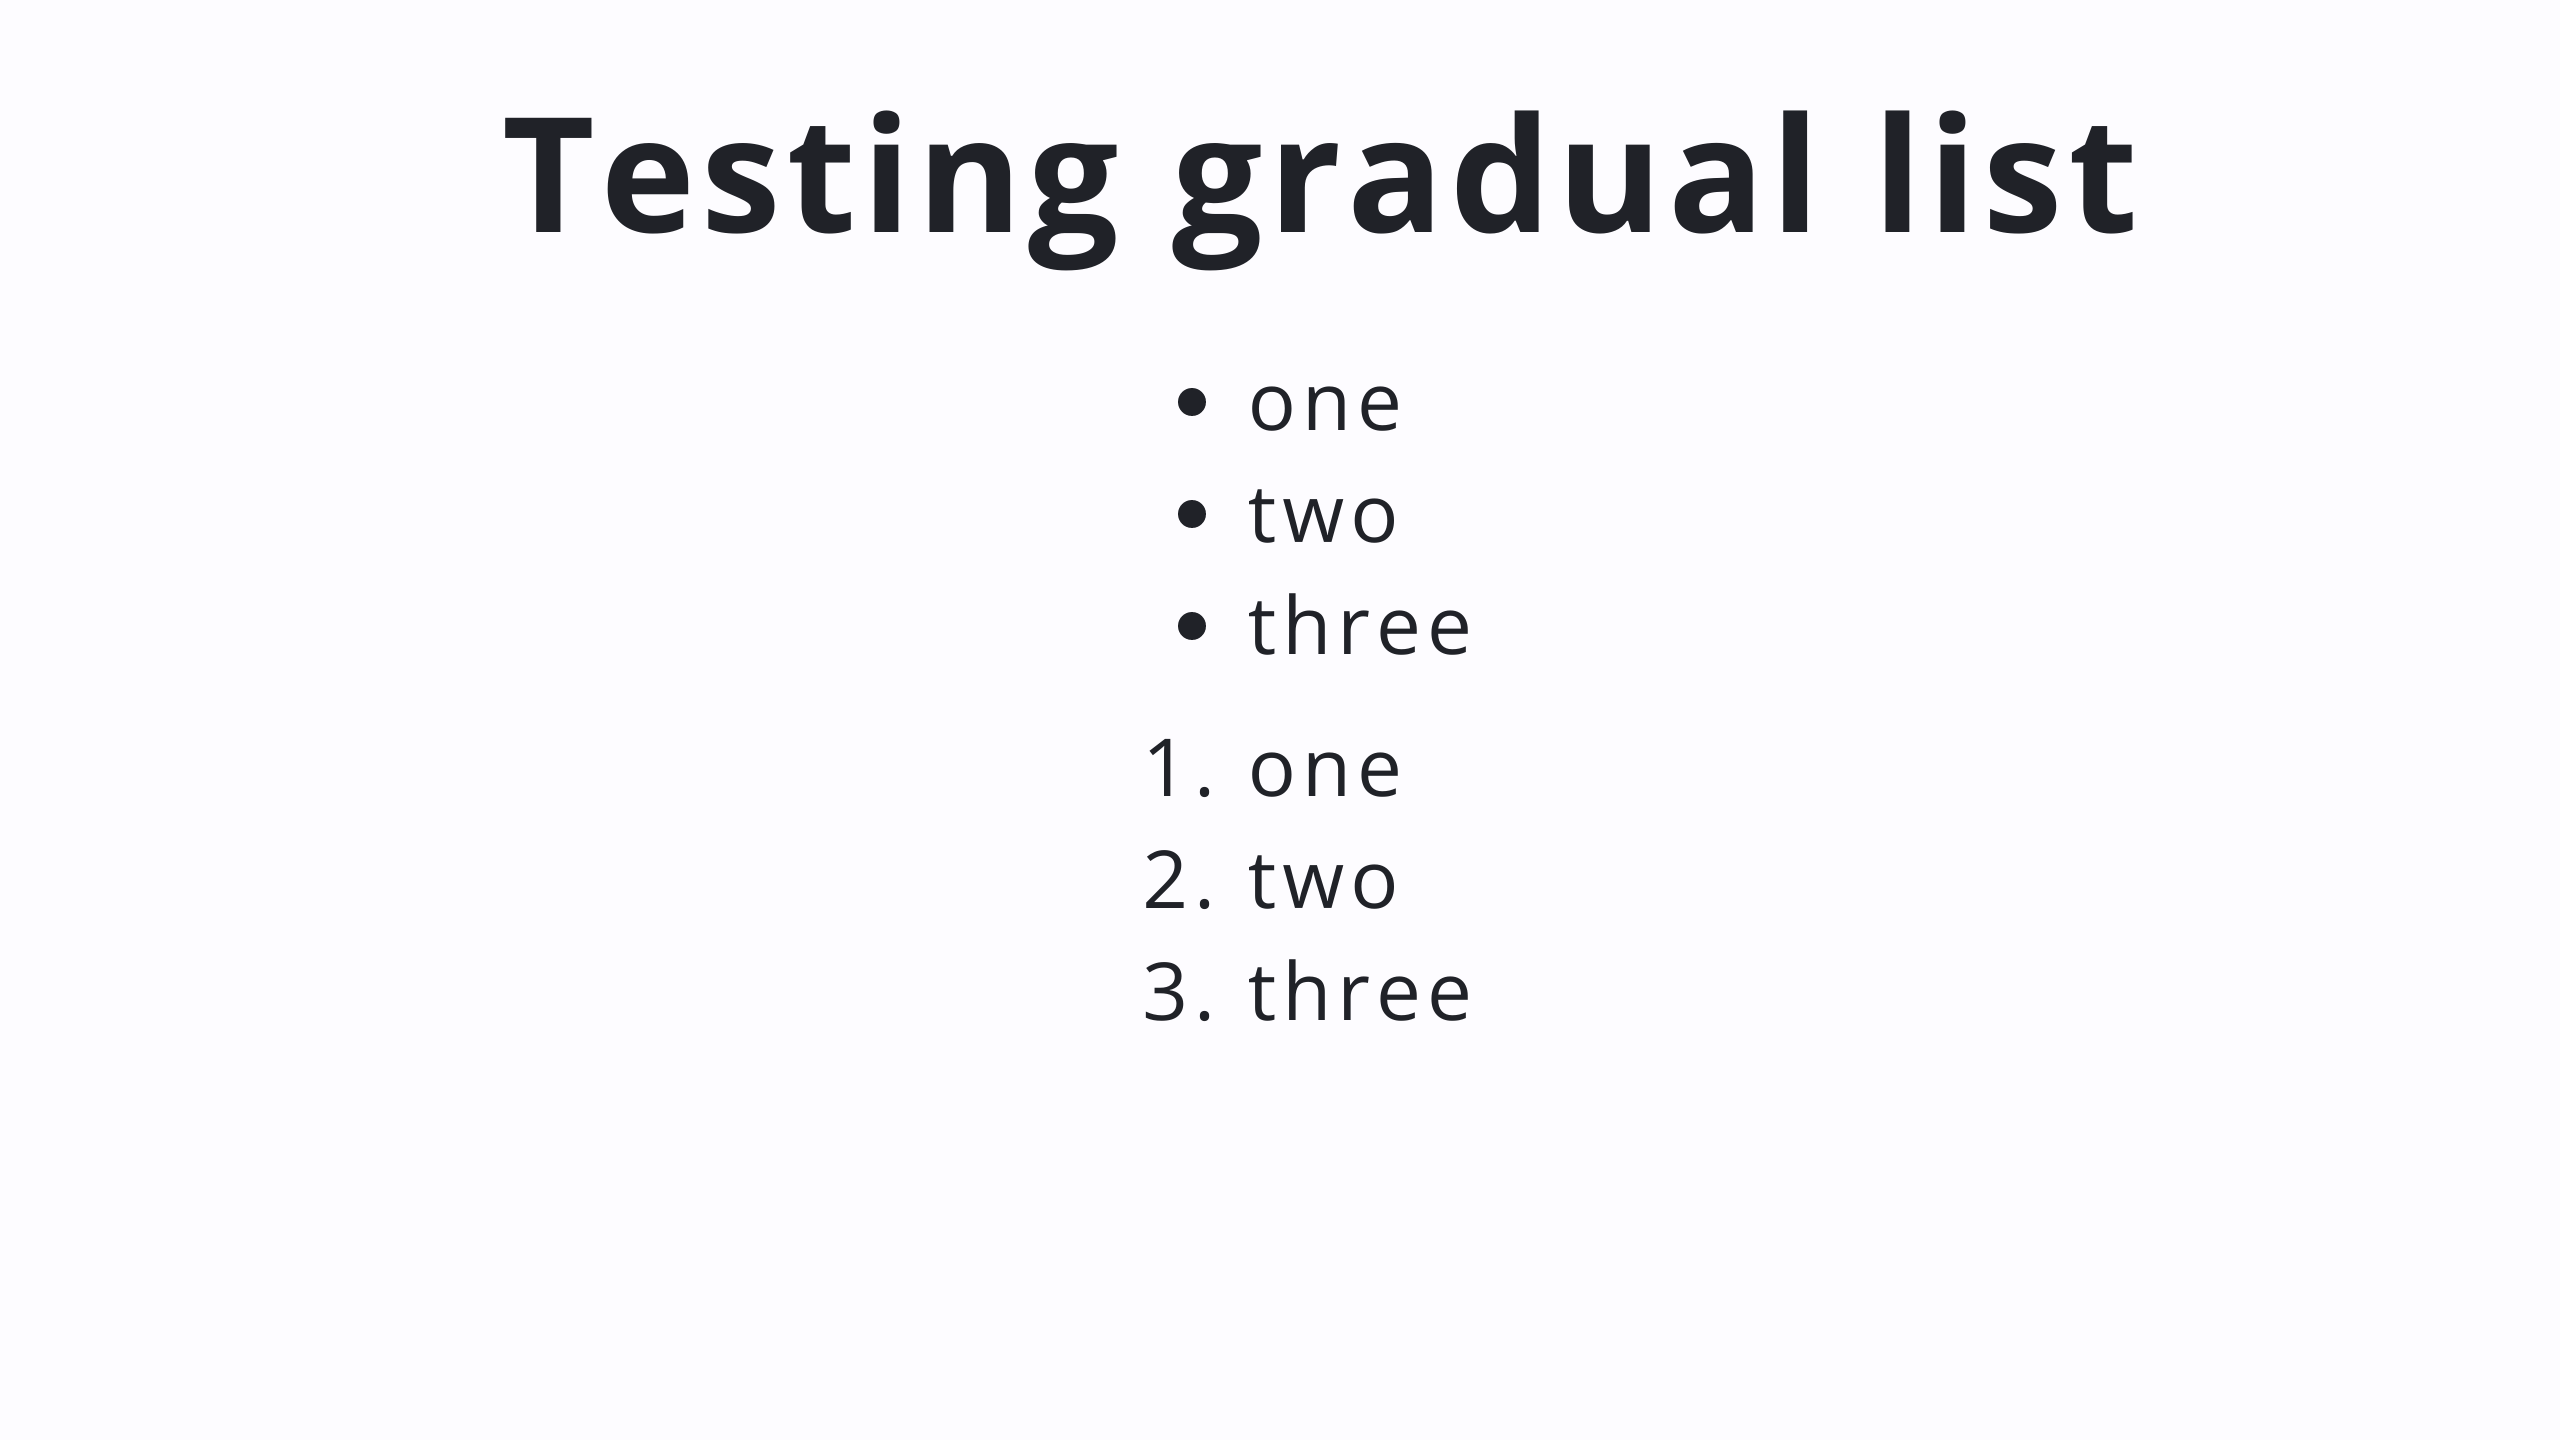 Testing gradual list
• one
• two
• three
1. one
2. two
3. three